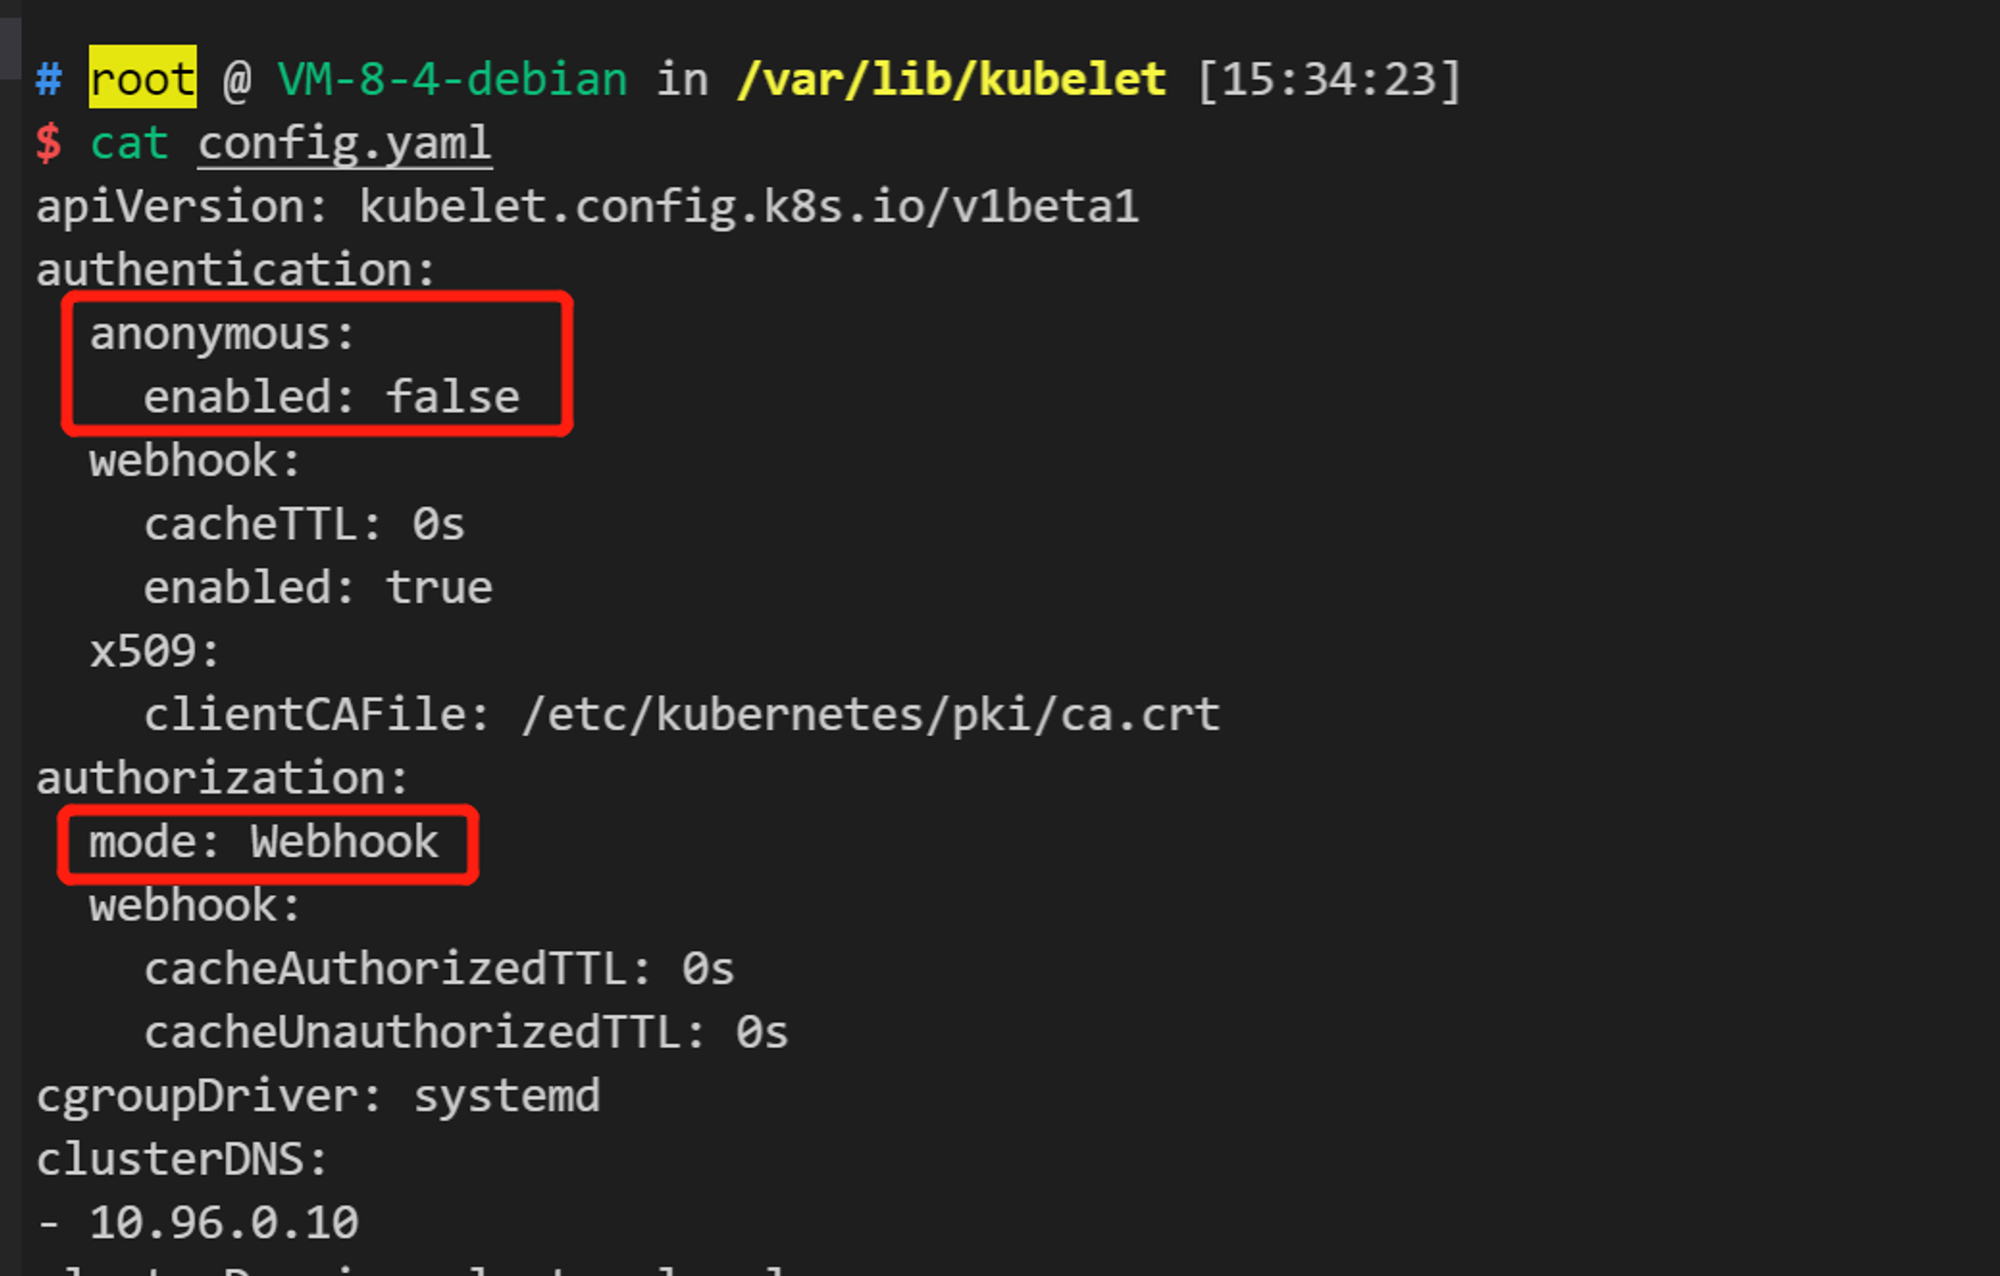 # root @ VM-8-4-debian in /var/lib/kubelet [15:34:23]
$ cat config.yaml
apiVersion: kubelet.config.k8s.io/v1beta1
authentication:
  anonymous:
    enabled: false
  webhook:
    cacheTTL: 0s
    enabled: true
  x509:
    clientCAFile: /etc/kubernetes/pki/ca.crt
authorization:
  mode: Webhook
  webhook:
    cacheAuthorizedTTL: 0s
    cacheUnauthorizedTTL: 0s
cgroupDriver: systemd
clusterDNS:
- 10.96.0.10